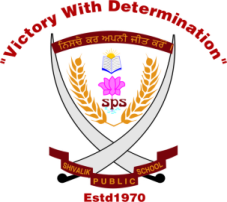 "Victory With Determination"
ਨਿਸਚੈ ਕਰ ਅਪਨੀ ਜੀਤ ਕਰੂੰ
sps
SHIVALIK PUBLIC SCHOOL
Estd1970